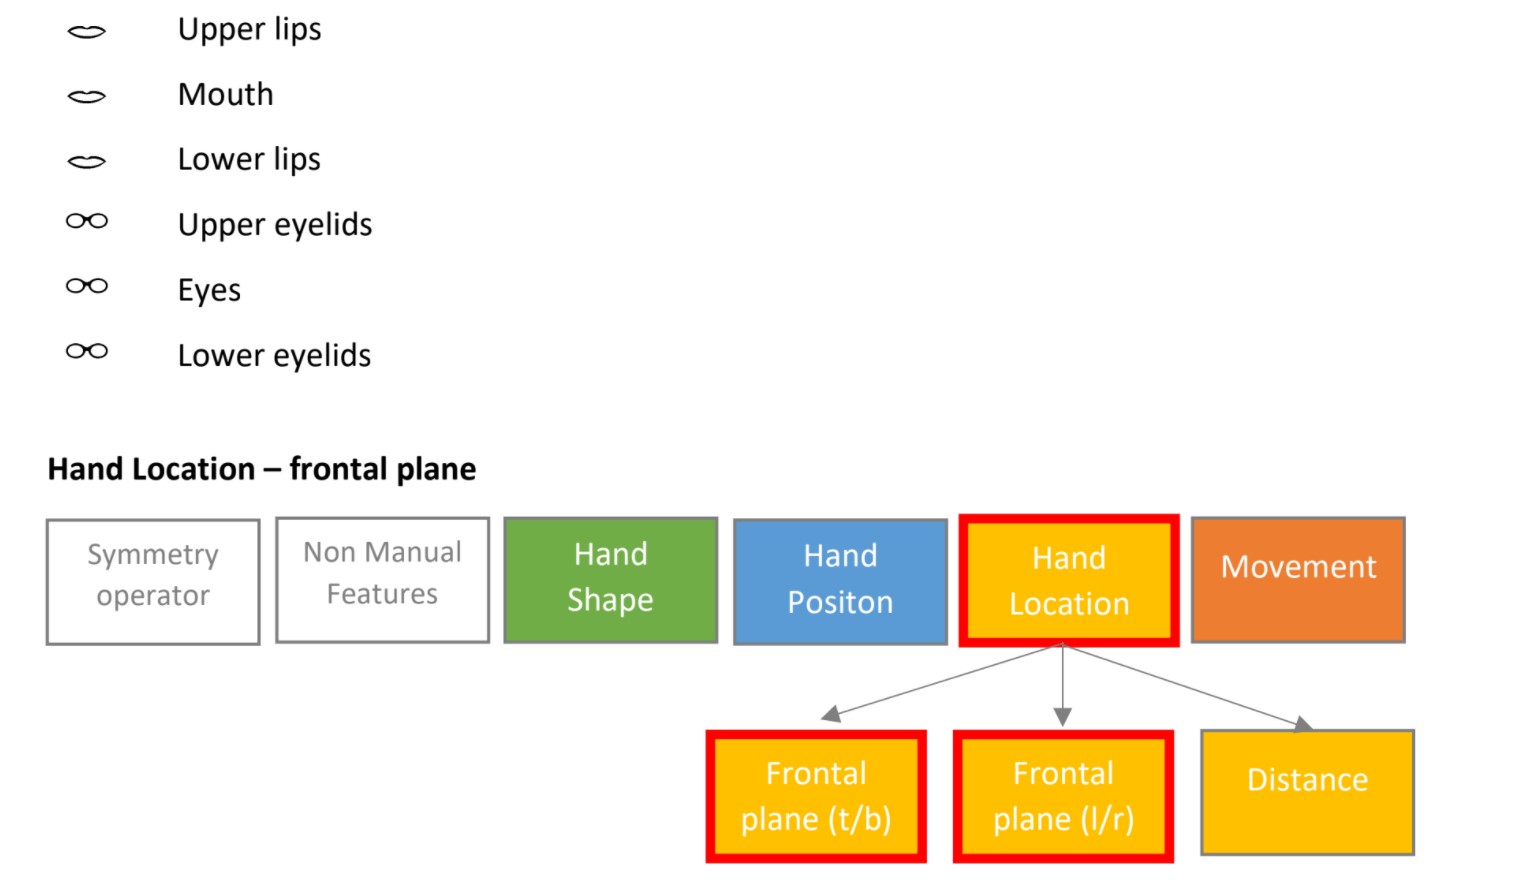 Upper lips
Mouth
Lower lips
Upper eyelids
Eyes
Lower eyelids
Hand Location – frontal plane
Symmetry
operator
Non Manual
Features
Hand
Shape
Hand
Positon
Hand
Location
Movement
Frontal
plane (t/b)
Frontal
plane (l/r)
Distance